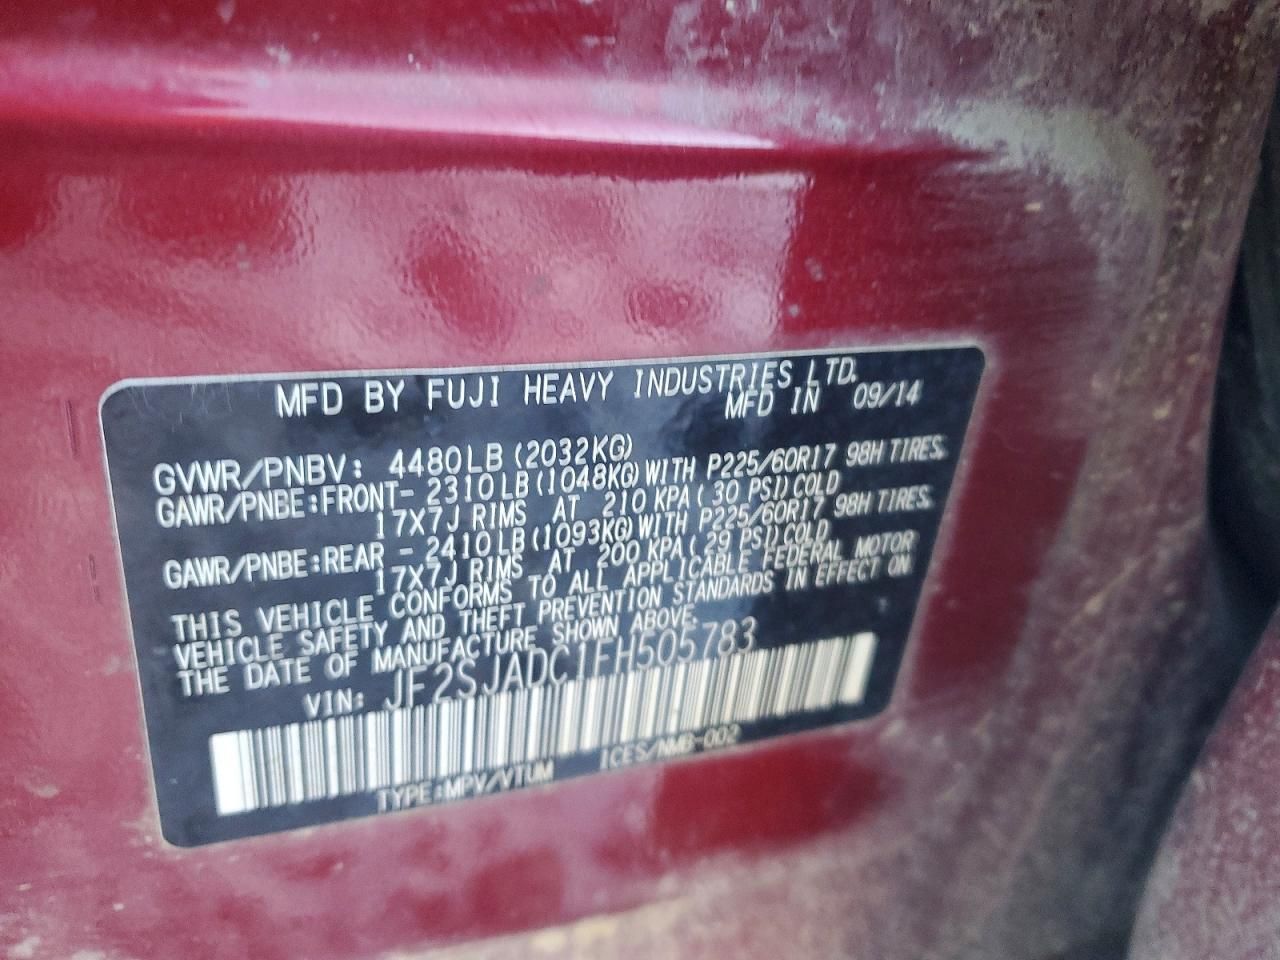 MFD BY FUJI HEAVY INDUSTRIES LTD.
MFD IN 09/14
GVWR/PNBV: 4480LB (2032KG)
GAWR/PNBE:FRONT- 2310LB(1048KG)WITH P225/60R17 98H TIRES.
17X7J RIMS AT 210 KPA( 30 PSI)COLD
GAWR/PNBE:REAR - 2410LB(1093KG)WITH P225/60R17 98H TIRES.
17X7J RIMS AT 200 KPA( 29 PSI)COLD
THIS VEHICLE CONFORMS TO ALL APPLICABLE FEDERAL MOTOR
VEHICLE SAFETY AND THEFT PREVENTION STANDARDS IN EFFECT ON
THE DATE OF MANUFACTURE SHOWN ABOVE.
VIN: JF2SJADC1FH505783
TYPE:MPV/VTUM ICES/NMB-002